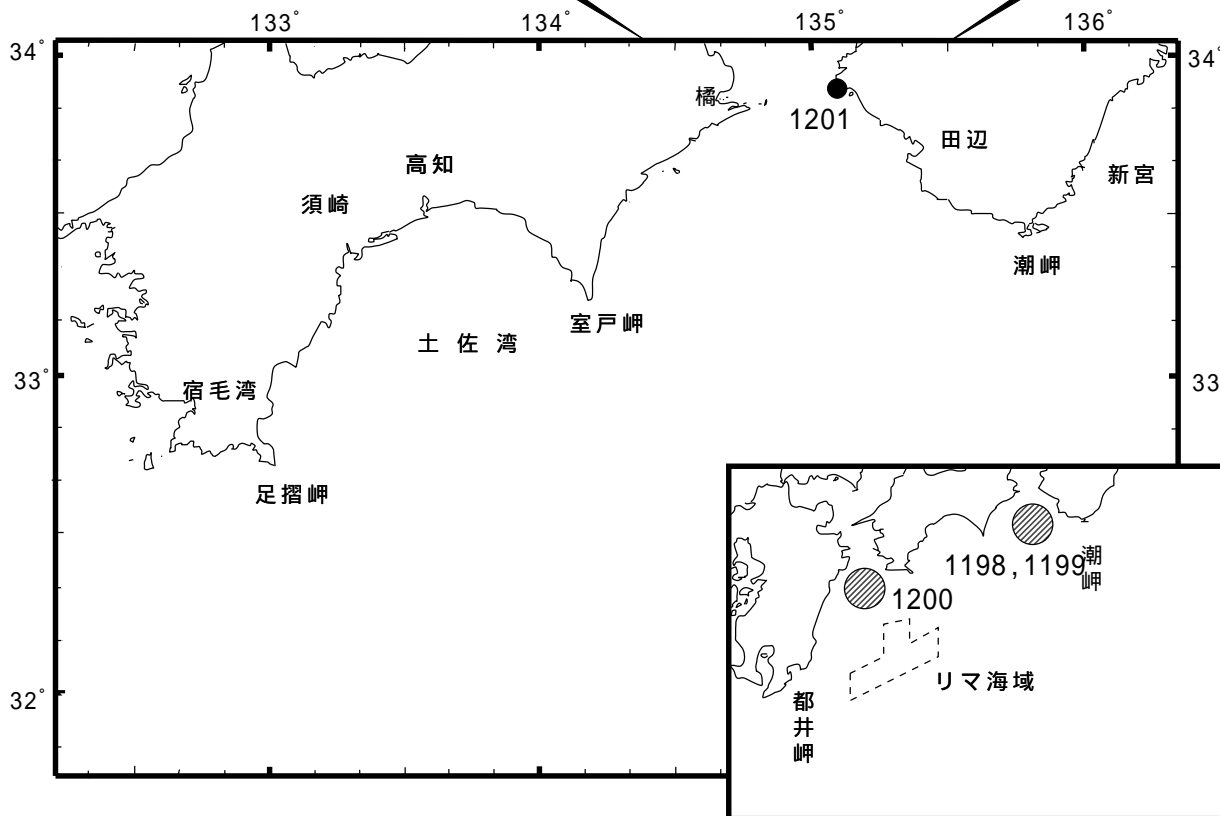 133° 134° 135° 136°
34° 34°
橘
1201
田辺
高知
新宮
須崎
潮岬
室戸岬
土佐湾
33° 33
宿毛湾
足摺岬
1198,1199
潮
岬
1200
リマ海域
32°
都
井
岬